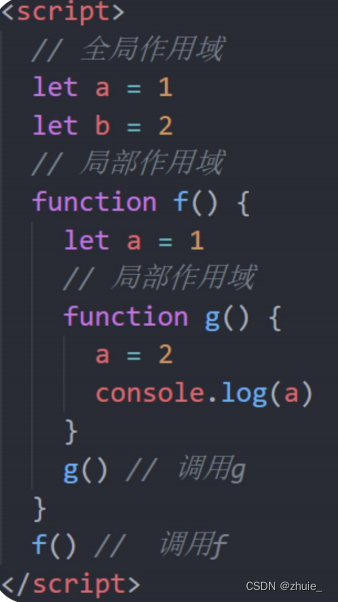 <script>
// 全局作用域
let a = 1
let b = 2
// 局部作用域
function f() {
let a = 1
// 局部作用域
function g() {
a = 2
console.log(a)
}
g() // 调用g
}
f() // 调用f
</script>
CSDN @zhuie_